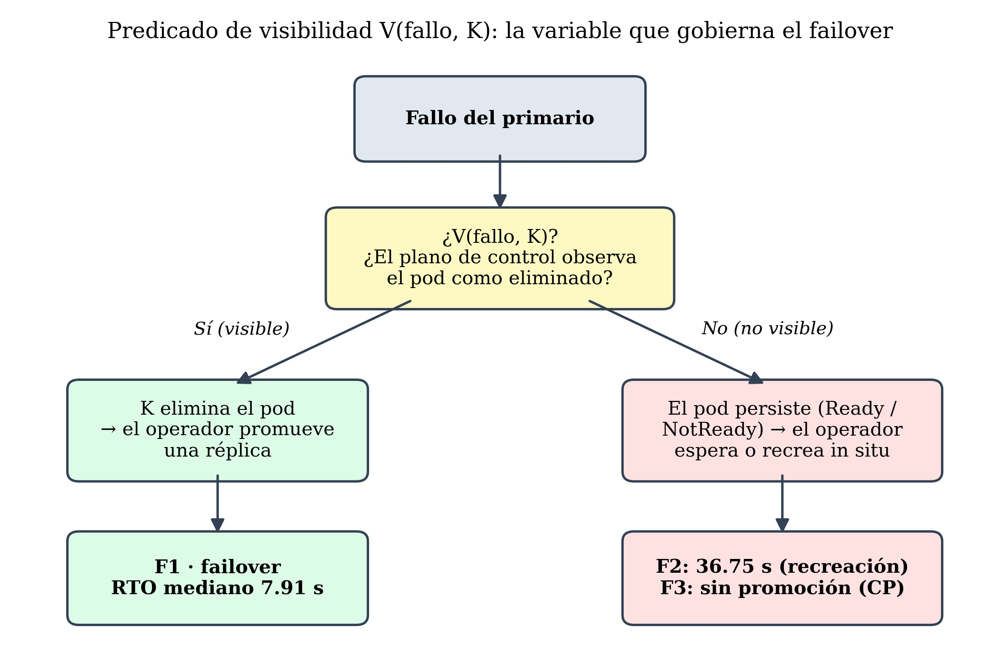 Predicado de visibilidad V(fallo, K): la variable que gobierna el failover
Fallo del primario
¿V(fallo, K)?
¿El plano de control observa
el pod como eliminado?
Sí (visible)
No (no visible)
K elimina el pod
→ el operador promueve
una réplica
El pod persiste (Ready /
NotReady) → el operador
espera o recrea in situ
F1 · failover
RTO mediano 7.91 s
F2: 36.75 s (recreación)
F3: sin promoción (CP)